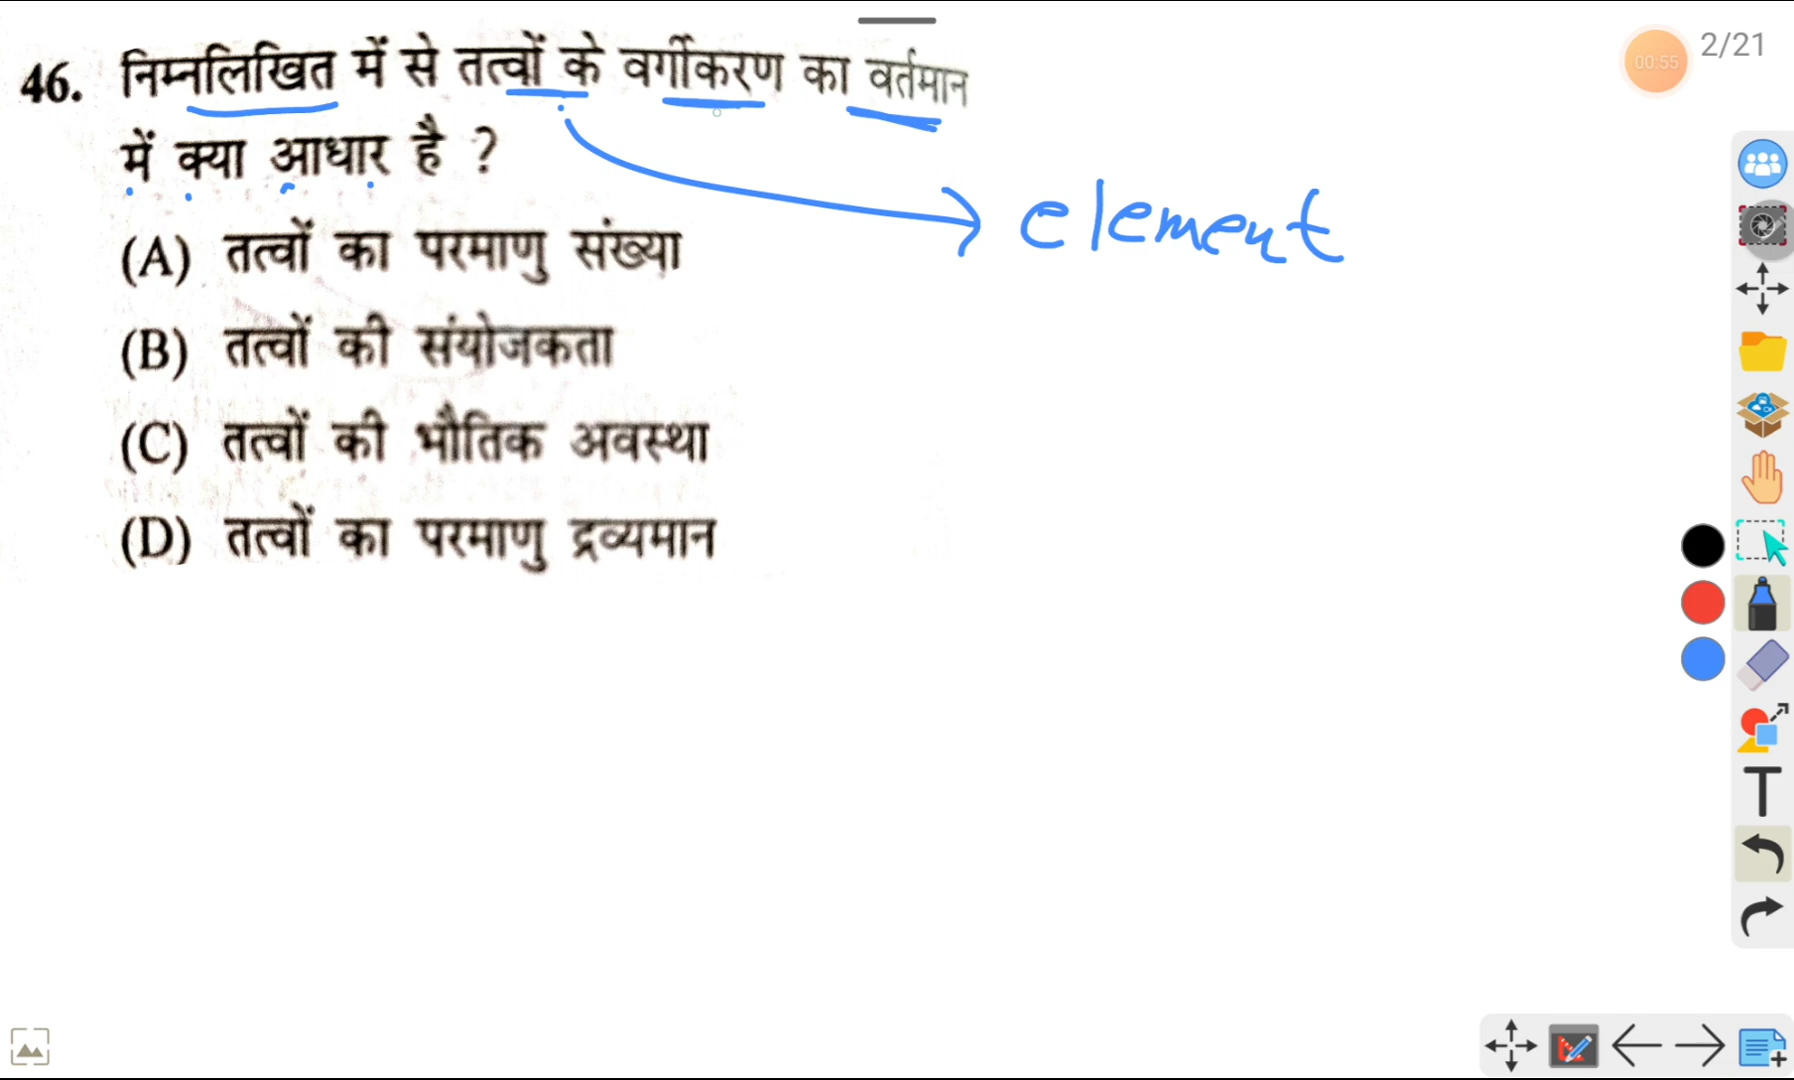 46. निम्नलिखित में से तत्वों के वर्गीकरण का वर्तमान
में क्या आधार है ?
(A) तत्वों का परमाणु संख्या
(B) तत्वों की संयोजकता
(C) तत्वों की भौतिक अवस्था
(D) तत्वों का परमाणु द्रव्यमान
element
00:55
2/21